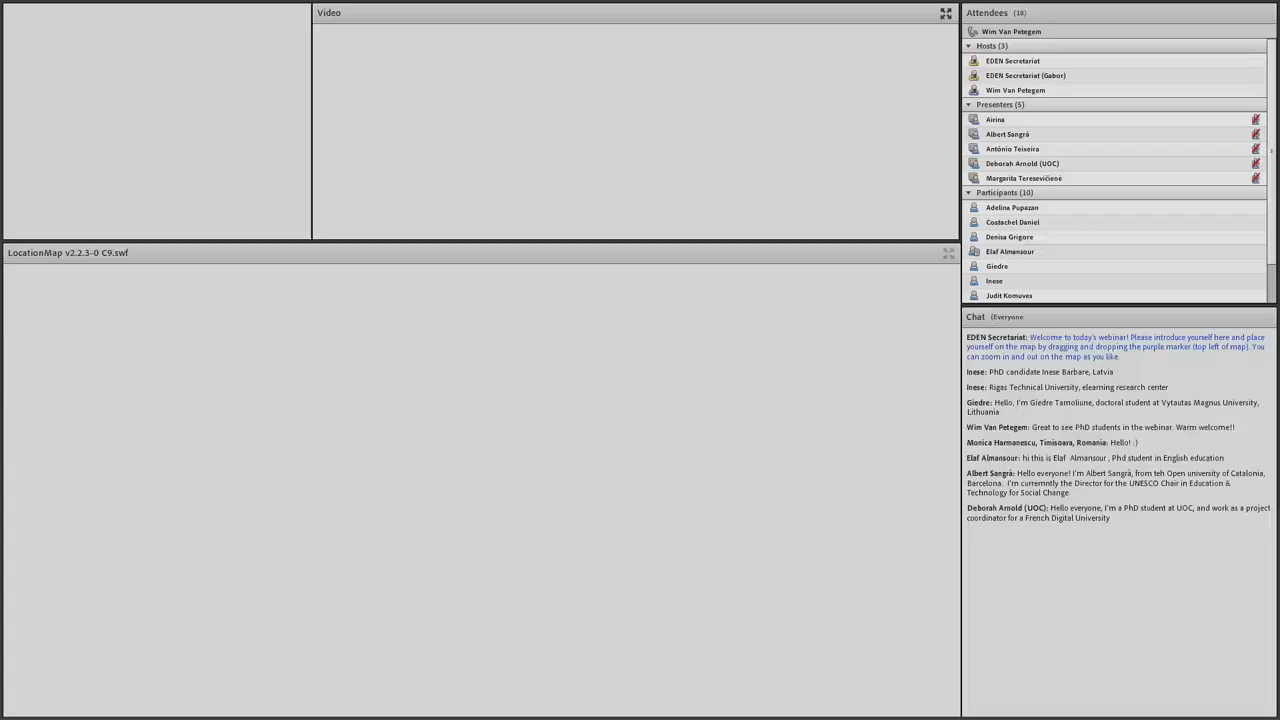 Video
Attendees (18)
Wim Van Petegem
Hosts (3)
EDEN Secretariat
EDEN Secretariat (Gabor)
Wim Van Petegem
Presenters (5)
Airina
Albert Sangrà
António Teixeira
Deborah Arnold (UOC)
Margarita Teresevičienė
Participants (10)
Adelina Pupazan
Costachel Daniel
Denisa Grigore
Elaf Almansour
Giedre
Inese
Judit Komuves
LocationMap v2.2.3-0 C9.swf
Chat (Everyone
EDEN Secretariat: Welcome to today's webinar! Please introduce yourself here and place
yourself on the map by dragging and dropping the purple marker (top left of map). You
can zoom in and out on the map as you like.
Inese: PhD candidate Inese Barbare, Latvia
Inese: Rigas Technical University, elearning research center
Giedre: Hello, I'm Giedre Tamoliune, doctoral student at Vytautas Magnus University,
Lithuania
Wim Van Petegem: Great to see PhD students in the webinar. Warm welcome!!
Monica Harmanescu, Timisoara, Romania: Hello! :)
Elaf Almansour: hi this is Elaf Almansour , Phd student in English education
Albert Sangrà: Hello everyone! I'm Albert Sangrà, from teh Open university of Catalonia,
Barcelona. I'm curremntly the Director for the UNESCO Chair in Education &
Technology for Social Change.
Deborah Arnold (UOC): Hello everyone, I'm a PhD student at UOC, and work as a project
coordinator for a French Digital University